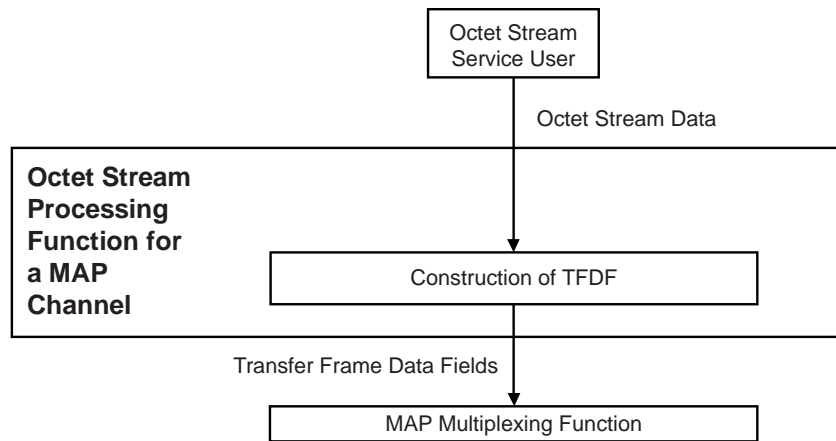 Octet Stream
Service User
Octet Stream Data
Octet Stream
Processing
Function for
a MAP
Channel
Construction of TFDF
Transfer Frame Data Fields
MAP Multiplexing Function